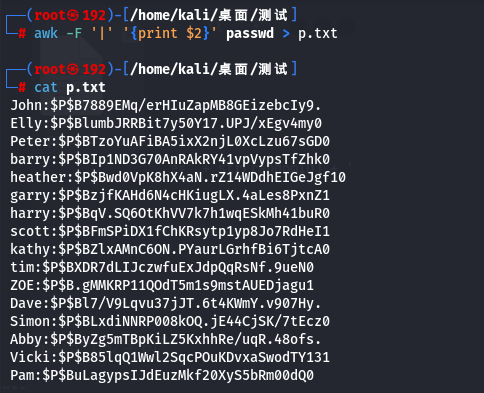 ┌──(root㉿192)-[/home/kali/桌面/测试]
└─# awk -F '|' '{print $2}' passwd > p.txt
┌──(root㉿192)-[/home/kali/桌面/测试]
└─# cat p.txt
John:$P$B7889EMq/erHIuZapMB8GEizebcIy9.
Elly:$P$BlumbJRRBit7y50Y17.UPJ/xEgv4my0
Peter:$P$BTzoYuAFiBA5ixX2njL0XcLzu67sGD0
barry:$P$BIp1ND3G70AnRAkRY41vpVypsTfZhk0
heather:$P$Bwd0VpK8hX4aN.rZ14WDdhEIGeJgf10
garry:$P$BzjfKAHd6N4cHKiugLX.4aLes8PxnZ1
harry:$P$BqV.SQ6OtKhVV7k7h1wqESkMh41buR0
scott:$P$BFmSPiDX1fChKRsytp1yp8Jo7RdHeI1
kathy:$P$BZlxAMnC6ON.PYaurLGrhfBi6TjtcA0
tim:$P$BXDR7dLIJczwfuExJdpQqRsNf.9ueN0
ZOE:$P$B.gMMKRP11QOdT5m1s9mstAUEDjagu1
Dave:$P$Bl7/V9Lqvu37jJT.6t4KWmY.v907Hy.
Simon:$P$BLxdiNNRP008kOQ.jE44CjSK/7tEcz0
Abby:$P$ByZg5mTBpKiLZ5KxhhRe/uqR.48ofs.
Vicki:$P$B85lqQ1Wwl2SqcPOuKDvxaSwodTY131
Pam:$P$BuLagypsIJdEuzMkf20XyS5bRm00dQ0